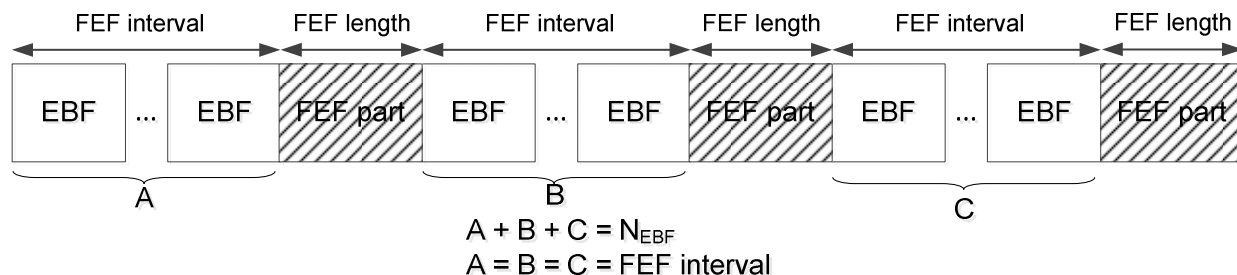 FEF interval FEF length FEF interval FEF length FEF interval FEF length
EBF ... EBF FEF part EBF ... EBF FEF part EBF ... EBF FEF part
A B C
A + B + C = N_EBF
A = B = C = FEF interval